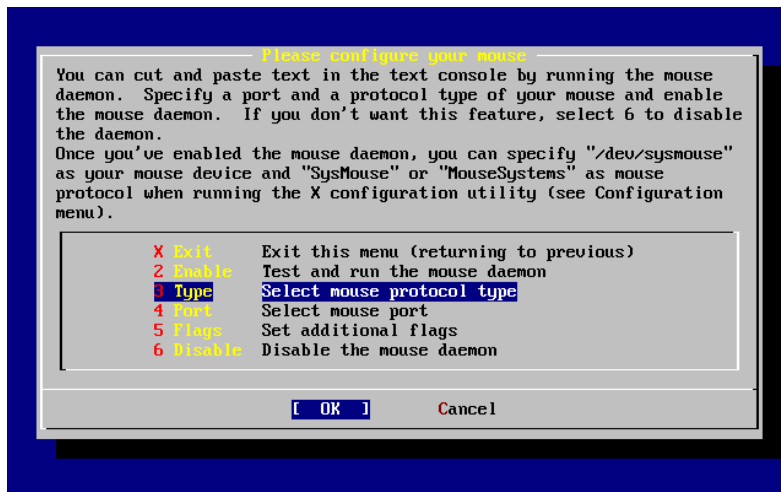 Please configure your mouse
You can cut and paste text in the text console by running the mouse
daemon.  Specify a port and a protocol type of your mouse and enable
the mouse daemon.  If you don't want this feature, select 6 to disable
the daemon.
Once you've enabled the mouse daemon, you can specify "/dev/sysmouse"
as your mouse device and "SysMouse" or "MouseSystems" as mouse
protocol when running the X configuration utility (see Configuration
menu).
X Exit Exit this menu (returning to previous)
2 Enable Test and run the mouse daemon
3 Type Select mouse protocol type
4 Port Select mouse port
5 Flags Set additional flags
6 Disable Disable the mouse daemon
[ OK ] Cancel